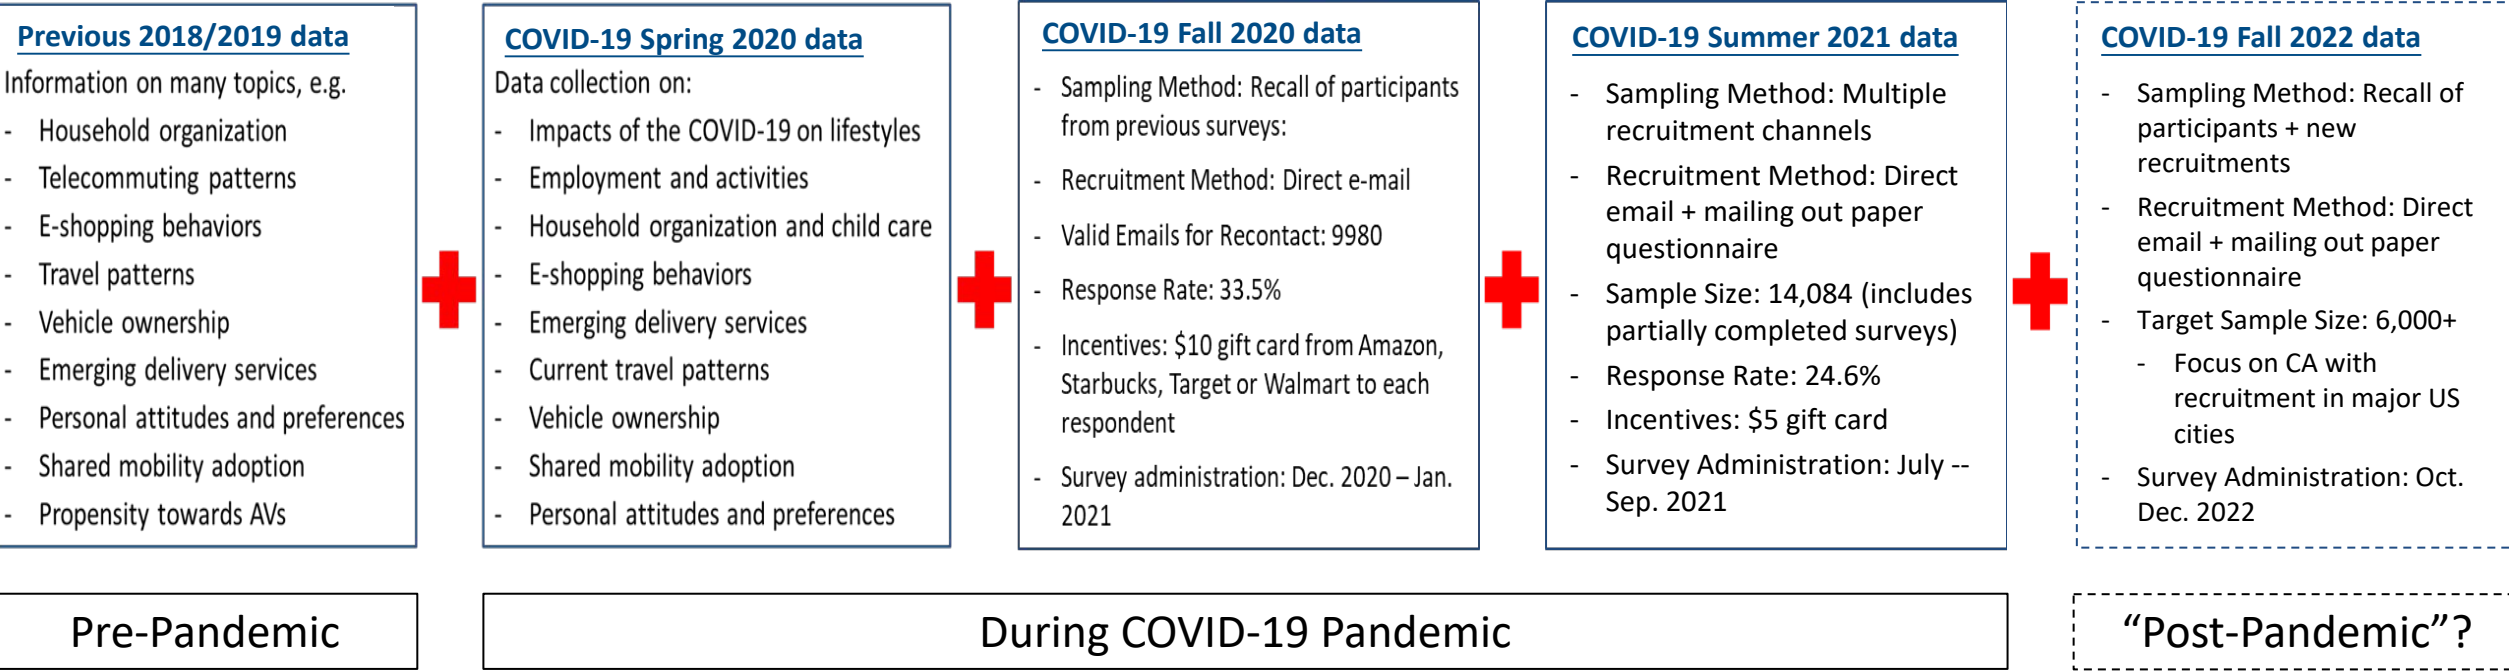 Previous 2018/2019 data
Information on many topics, e.g.
- Household organization
- Telecommuting patterns
- E-shopping behaviors
- Travel patterns
- Vehicle ownership
- Emerging delivery services
- Personal attitudes and preferences
- Shared mobility adoption
- Propensity towards AVs
COVID-19 Spring 2020 data
Data collection on:
- Impacts of the COVID-19 on lifestyles
- Employment and activities
- Household organization and child care
- E-shopping behaviors
- Emerging delivery services
- Current travel patterns
- Vehicle ownership
- Shared mobility adoption
- Personal attitudes and preferences
COVID-19 Fall 2020 data
- Sampling Method: Recall of participants
from previous surveys:
- Recruitment Method: Direct e-mail
- Valid Emails for Recontact: 9980
- Response Rate: 33.5%
- Incentives: $10 gift card from Amazon,
Starbucks, Target or Walmart to each
respondent
- Survey administration: Dec. 2020 – Jan.
2021
COVID-19 Summer 2021 data
- Sampling Method: Multiple
recruitment channels
- Recruitment Method: Direct
email + mailing out paper
questionnaire
- Sample Size: 14,084 (includes
partially completed surveys)
- Response Rate: 24.6%
- Incentives: $5 gift card
- Survey Administration: July --
Sep. 2021
COVID-19 Fall 2022 data
- Sampling Method: Recall of
participants + new
recruitments
- Recruitment Method: Direct
email + mailing out paper
questionnaire
- Target Sample Size: 6,000+
- Focus on CA with
recruitment in major US
cities
- Survey Administration: Oct.
Dec. 2022
Pre-Pandemic
During COVID-19 Pandemic
“Post-Pandemic”?